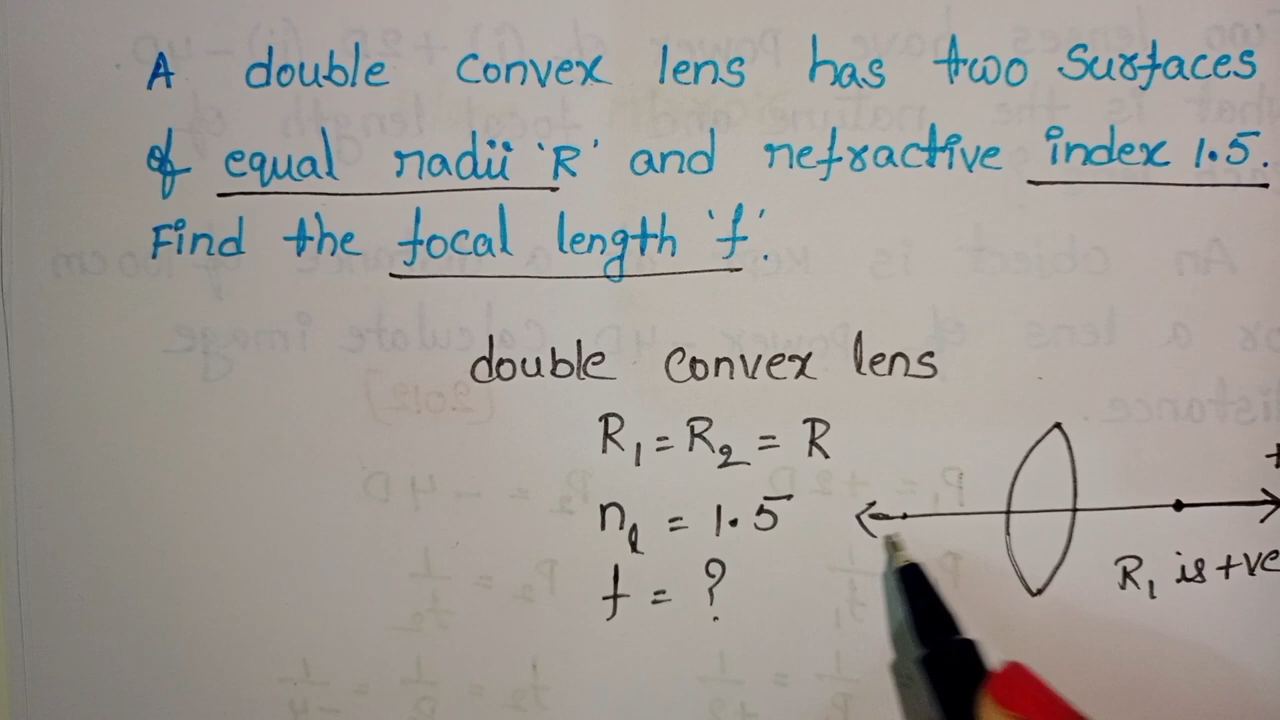 A double convex lens has two Surfaces
of equal radii 'R' and refractive index 1.5.
Find the focal length 'f'.
double convex lens
R₁ = R₂ = R
nₗ = 1.5
f = ?
+
R₁ is +ve